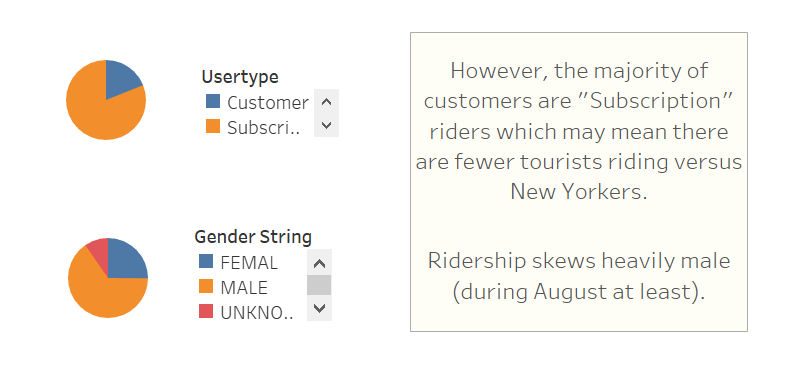 Usertype
Customer
Subscri..
Gender String
FEMAL
MALE
UNKNO..
However, the majority of
customers are "Subscription"
riders which may mean there
are fewer tourists riding versus
New Yorkers.
Ridership skews heavily male
(during August at least).